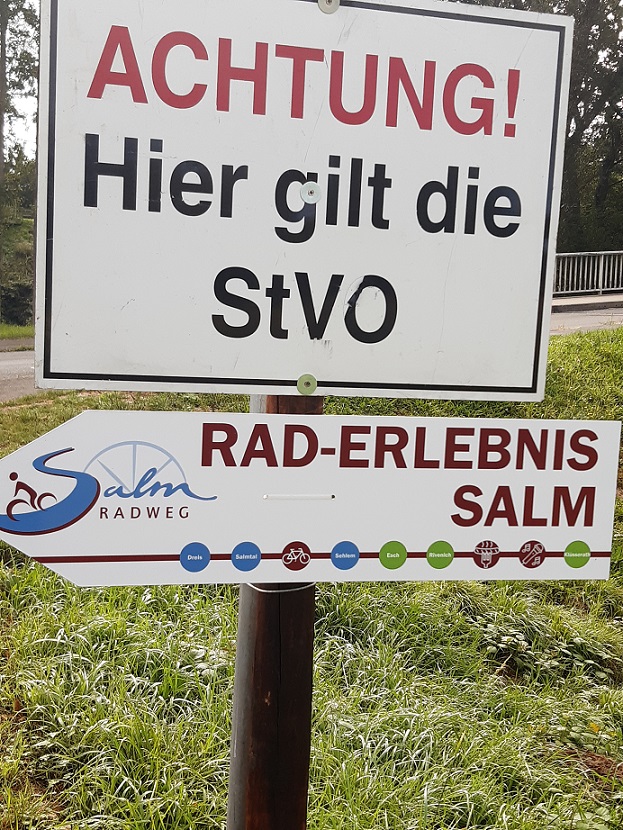 ACHTUNG!
Hier gilt die
StVO
RAD-ERLEBNIS
SALM
Salm
RADWEG
Dreis
Salmtal
Sehlem
Esch
Rivenich
Klüsserath